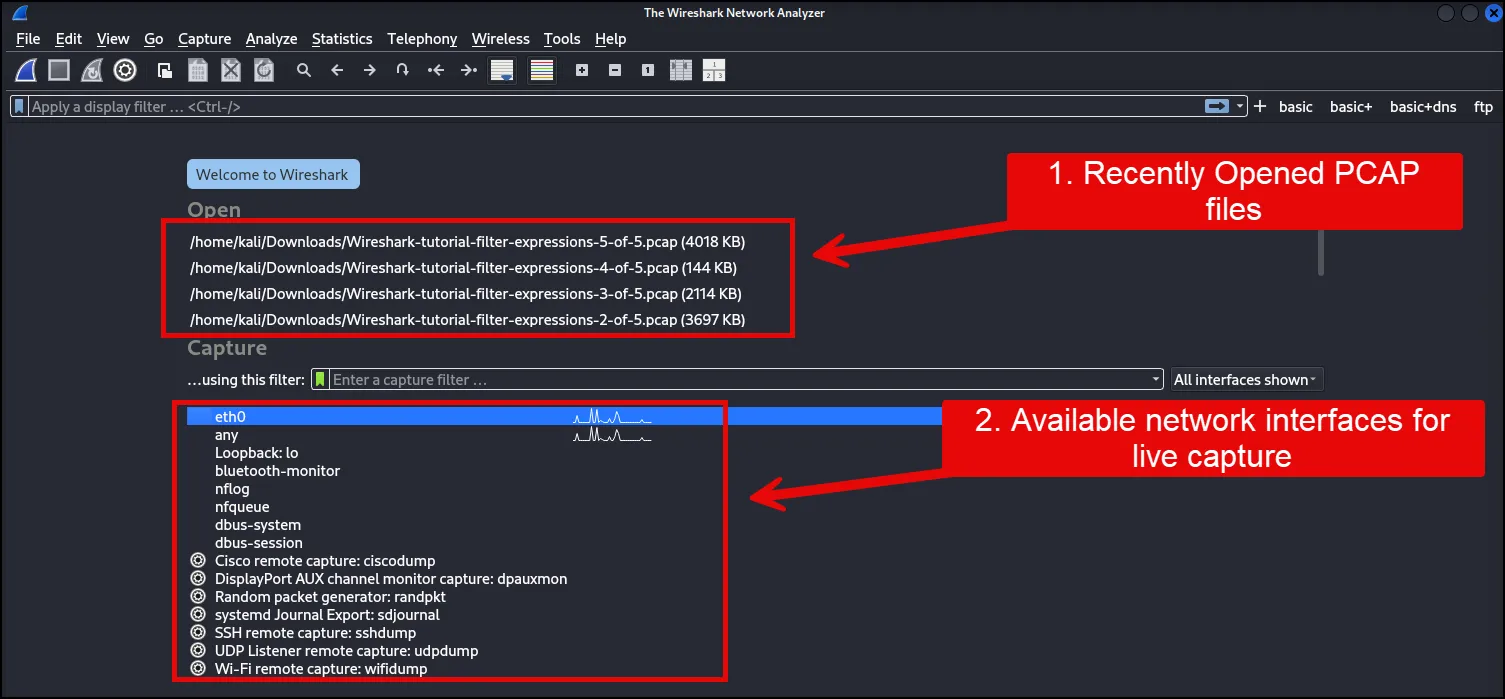 The Wireshark Network Analyzer
File Edit View Go Capture Analyze Statistics Telephony Wireless Tools Help
Apply a display filter … <Ctrl-/>
basic basic+ basic+dns ftp
Welcome to Wireshark
Open
/home/kali/Downloads/Wireshark-tutorial-filter-expressions-5-of-5.pcap (4018 KB)
/home/kali/Downloads/Wireshark-tutorial-filter-expressions-4-of-5.pcap (144 KB)
/home/kali/Downloads/Wireshark-tutorial-filter-expressions-3-of-5.pcap (2114 KB)
/home/kali/Downloads/Wireshark-tutorial-filter-expressions-2-of-5.pcap (3697 KB)
1. Recently Opened PCAP
files
Capture
…using this filter: Enter a capture filter … All interfaces shown
eth0
any
Loopback: lo
bluetooth-monitor
nflog
nfqueue
dbus-system
dbus-session
Cisco remote capture: ciscodump
DisplayPort AUX channel monitor capture: dpauxmon
Random packet generator: randpkt
systemd Journal Export: sdjournal
SSH remote capture: sshdump
UDP Listener remote capture: udpdump
Wi-Fi remote capture: wifidump
2. Available network interfaces for
live capture